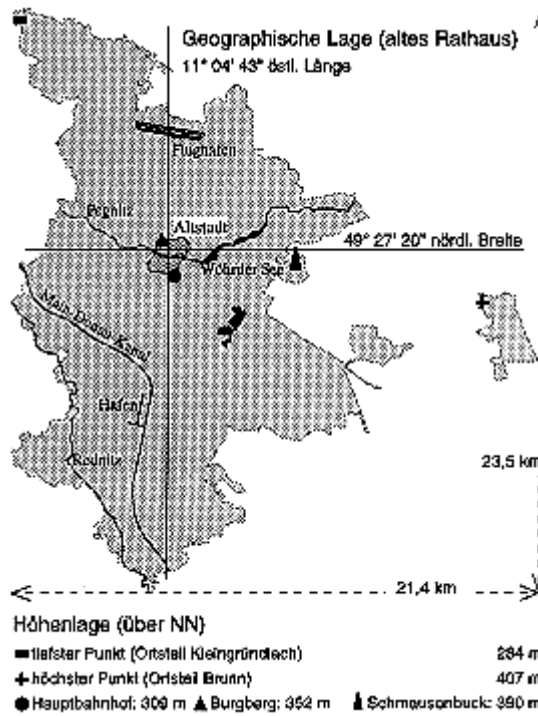 Geographische Lage (altes Rathaus)
11° 04' 43" östl. Länge
Flughafen
Pegnitz
Altstadt
49° 27' 20" nördl. Breite
Wöhrder See
Main-Donau-Kanal
Hafen
Rednitz
23,5 km
21,4 km
Höhenlage (über NN)
tiefster Punkt (Ortsteil Kleingründlach) 284 m
höchster Punkt (Ortsteil Brunn) 407 m
Hauptbahnhof: 309 m Burgberg: 352 m Schmausenbuck: 390 m